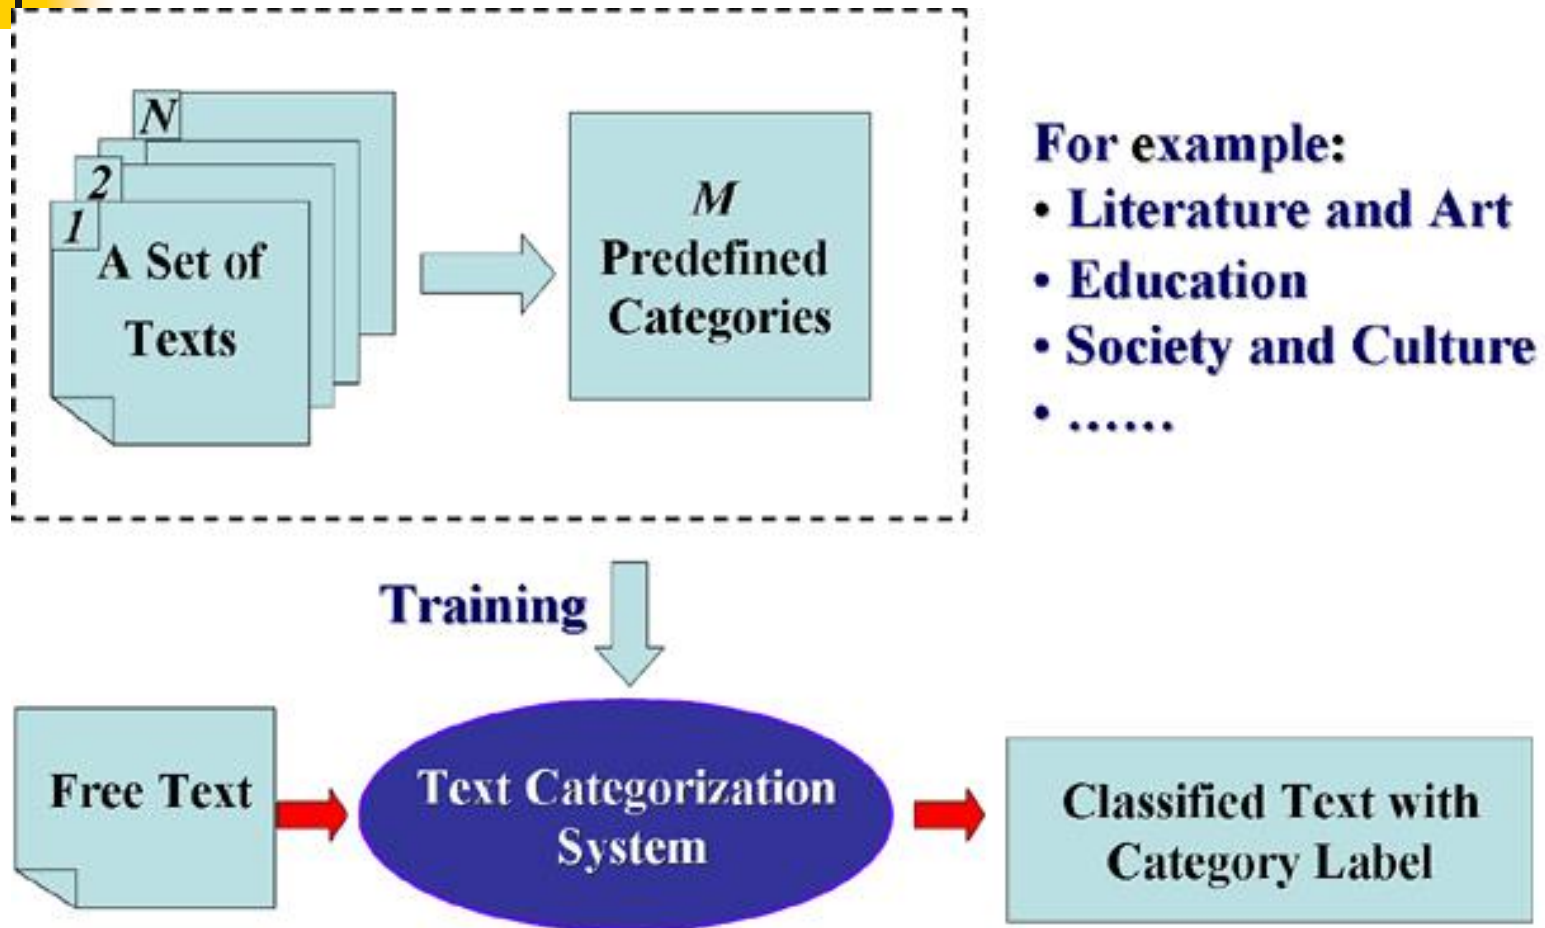 N
2
1
A Set of
Texts
M
Predefined
Categories
For example:
• Literature and Art
• Education
• Society and Culture
• ......
Training
Free Text
Text Categorization
System
Classified Text with
Category Label